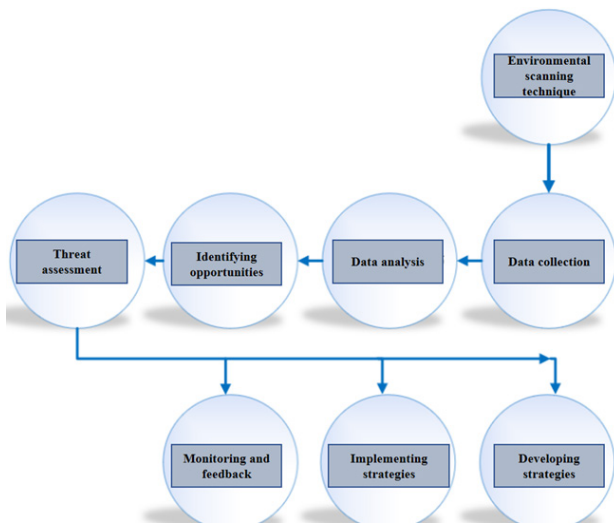 Environmental
scanning
technique
Threat
assessment
Identifying
opportunities
Data analysis
Data collection
Monitoring and
feedback
Implementing
strategies
Developing
strategies